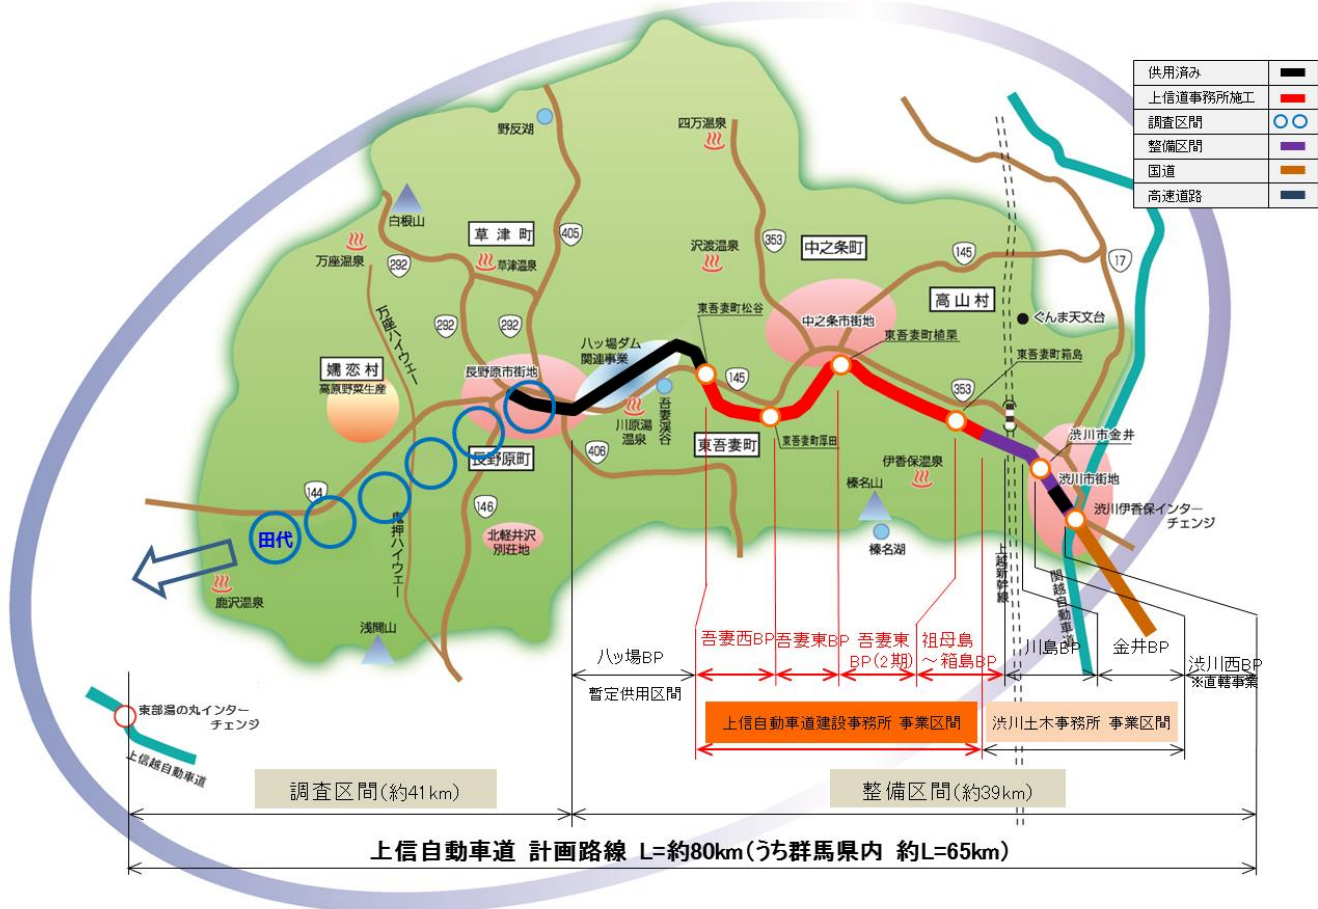 供用済み
上信道事務所施工
調査区間
整備区間
国道
高速道路
野反湖
四万温泉
白根山
万座温泉
草津町
草津温泉
405
292
292
292
353
沢渡温泉
中之条町
145
17
高山村
ぐんま天文台
万座ハイウェー
東吾妻町松谷
中之条市街地
東吾妻町植栗
東吾妻町箱島
八ッ場ダム
関連事業
嬬恋村
高原野菜生産
長野原市街地
145
353
川原湯
温泉
吾妻渓谷
東吾妻町
東吾妻町厚田
渋川市金井
渋川市街地
長野原町
406
伊香保温泉
榛名山
榛名湖
渋川伊香保インター
チェンジ
144
146
田代
北軽井沢
別荘地
鬼押ハイウェー
鹿沢温泉
浅間山
上越新幹線
関越自動車道
八ッ場BP
暫定供用区間
吾妻西BP
吾妻東BP
吾妻東
BP(2期)
祖母島
～箱島BP
川島BP
金井BP
渋川西BP
※直轄事業
東部湯の丸インター
チェンジ
上信越自動車道
上信自動車道建設事務所 事業区間
渋川土木事務所 事業区間
調査区間(約41km)
整備区間(約39km)
上信自動車道 計画路線 L=約80km(うち群馬県内 約L=65km)